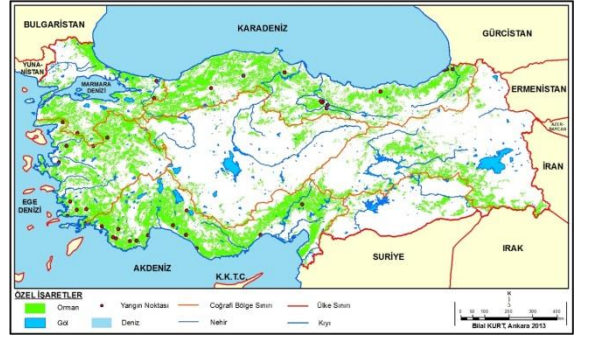 BULGARİSTAN
KARADENİZ
GÜRCİSTAN
YUNA-
NİSTAN
MARMARA
DENİZİ
ERMENİSTAN
İRAN
EGE
DENİZİ
AKDENİZ
K.K.T.C.
SURİYE
IRAK
ÖZEL İŞARETLER
Orman
Yangın Noktası
Coğrafi Bölge Sınırı
Ülke Sınırı
Göl
Deniz
Nehir
Kıyı
Bilal KURT, Ankara 2013